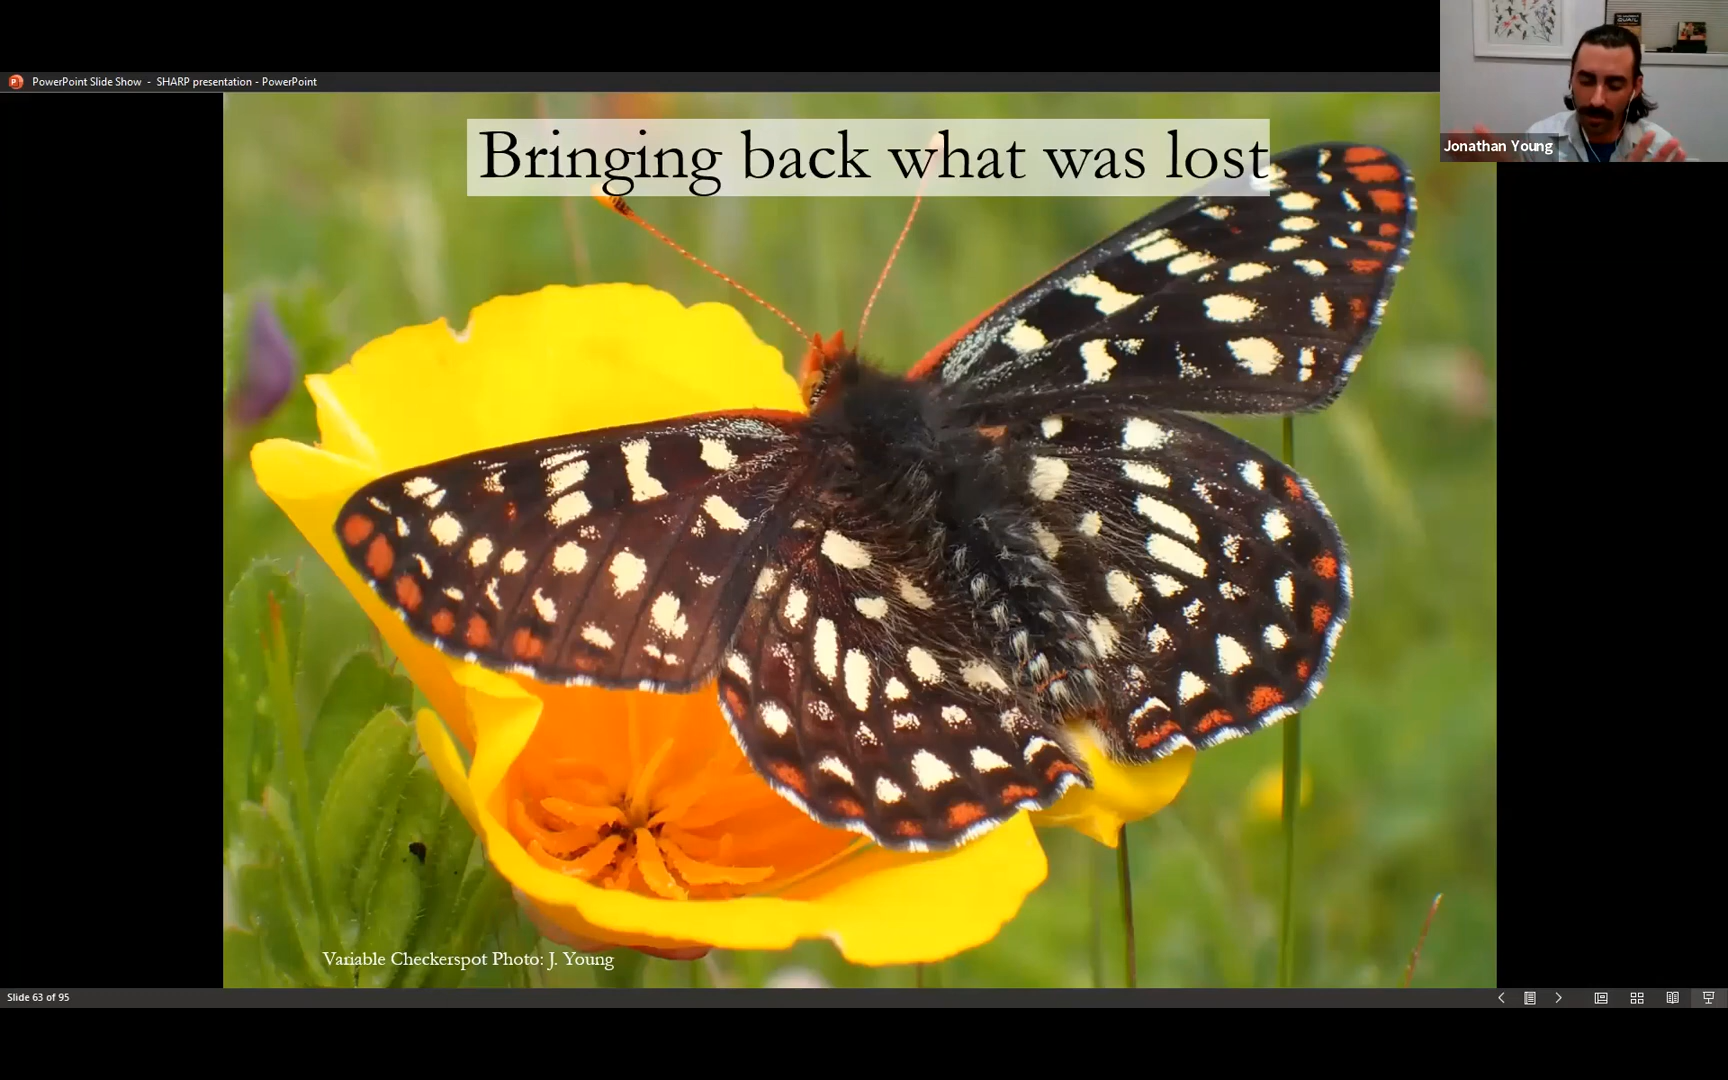 PowerPoint Slide Show - SHARP presentation - PowerPoint
Jonathan Young
Bringing back what was lost
Variable Checkerspot Photo: J. Young
Slide 63 of 95